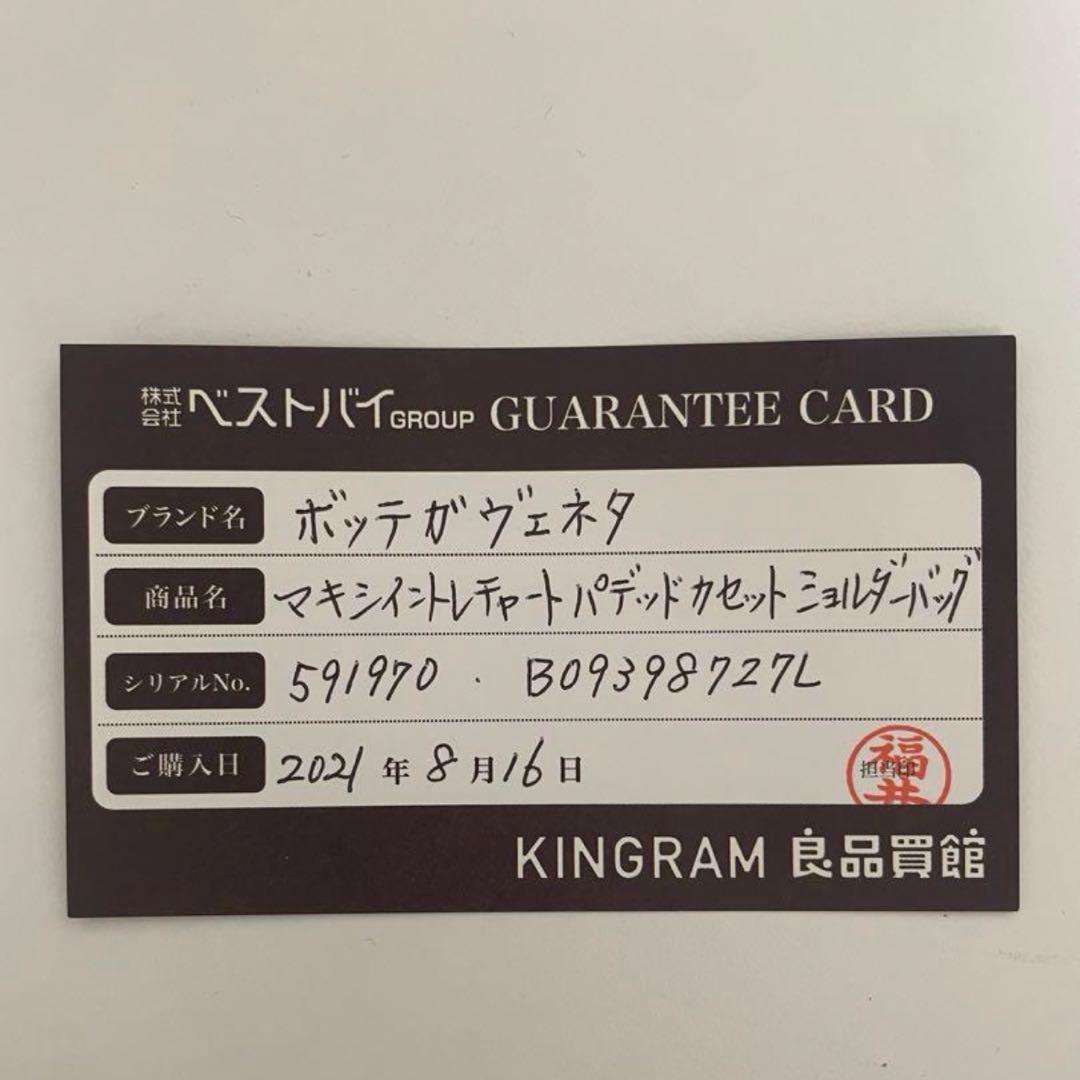 株式会社 ベストバイGROUP GUARANTEE CARD
ブランド名 ボッテガヴェネタ
商品名 マキシイントレチャート パデッドカセット ショルダーバッグ
シリアルNo. 591970 . B09398727L
ご購入日 2021年8月16日 担当印 福井
KINGRAM 良品買館